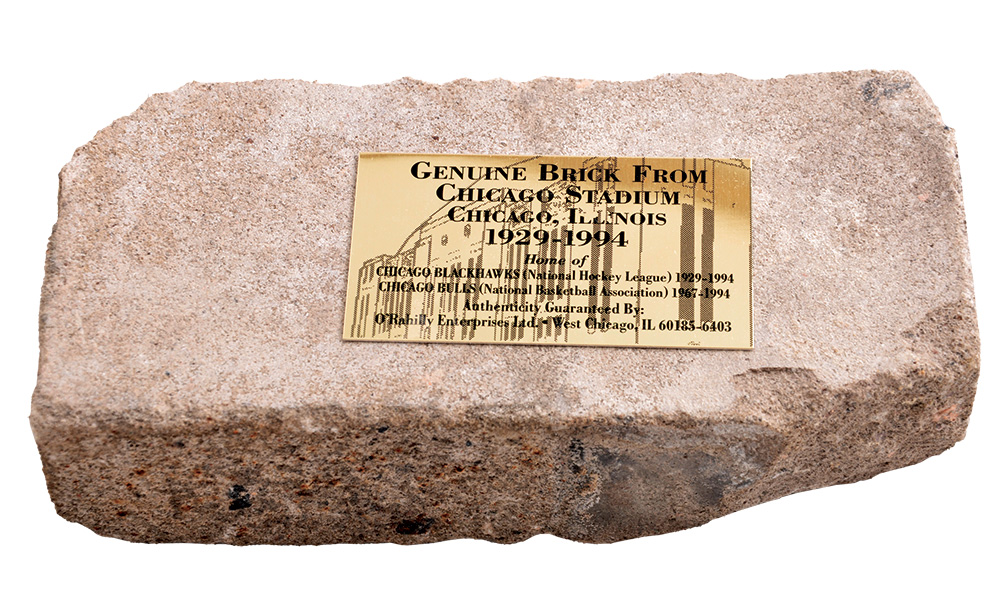 GENUINE BRICK FROM
CHICAGO STADIUM
CHICAGO, ILLINOIS
1929-1994
Home of
CHICAGO BLACKHAWKS (National Hockey League) 1929-1994
CHICAGO BULLS (National Basketball Association) 1967-1994
Authenticity Guaranteed By:
O'Rahilly Enterprises Ltd. • West Chicago, IL 60185-6403